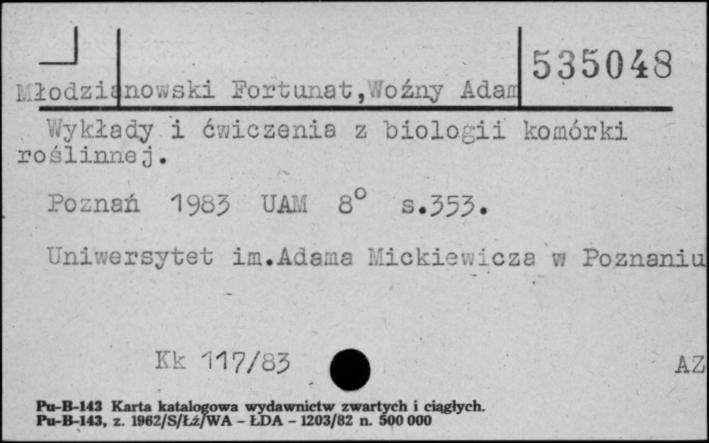 535048
Młodzianowski Fortunat,Woźny Adam
Wykłady i ćwiczenia z biologii komórki
roślinnej.
Poznań 1983 UAM 8° s.353.
Uniwersytet im.Adama Mickiewicza w Poznaniu
Kk 117/83
AZ
Pu-B-143 Karta katalogowa wydawnictw zwartych i ciągłych.
Pu-B-143, z. 1962/S/Łź/WA – ŁDA – 1203/82 n. 500 000